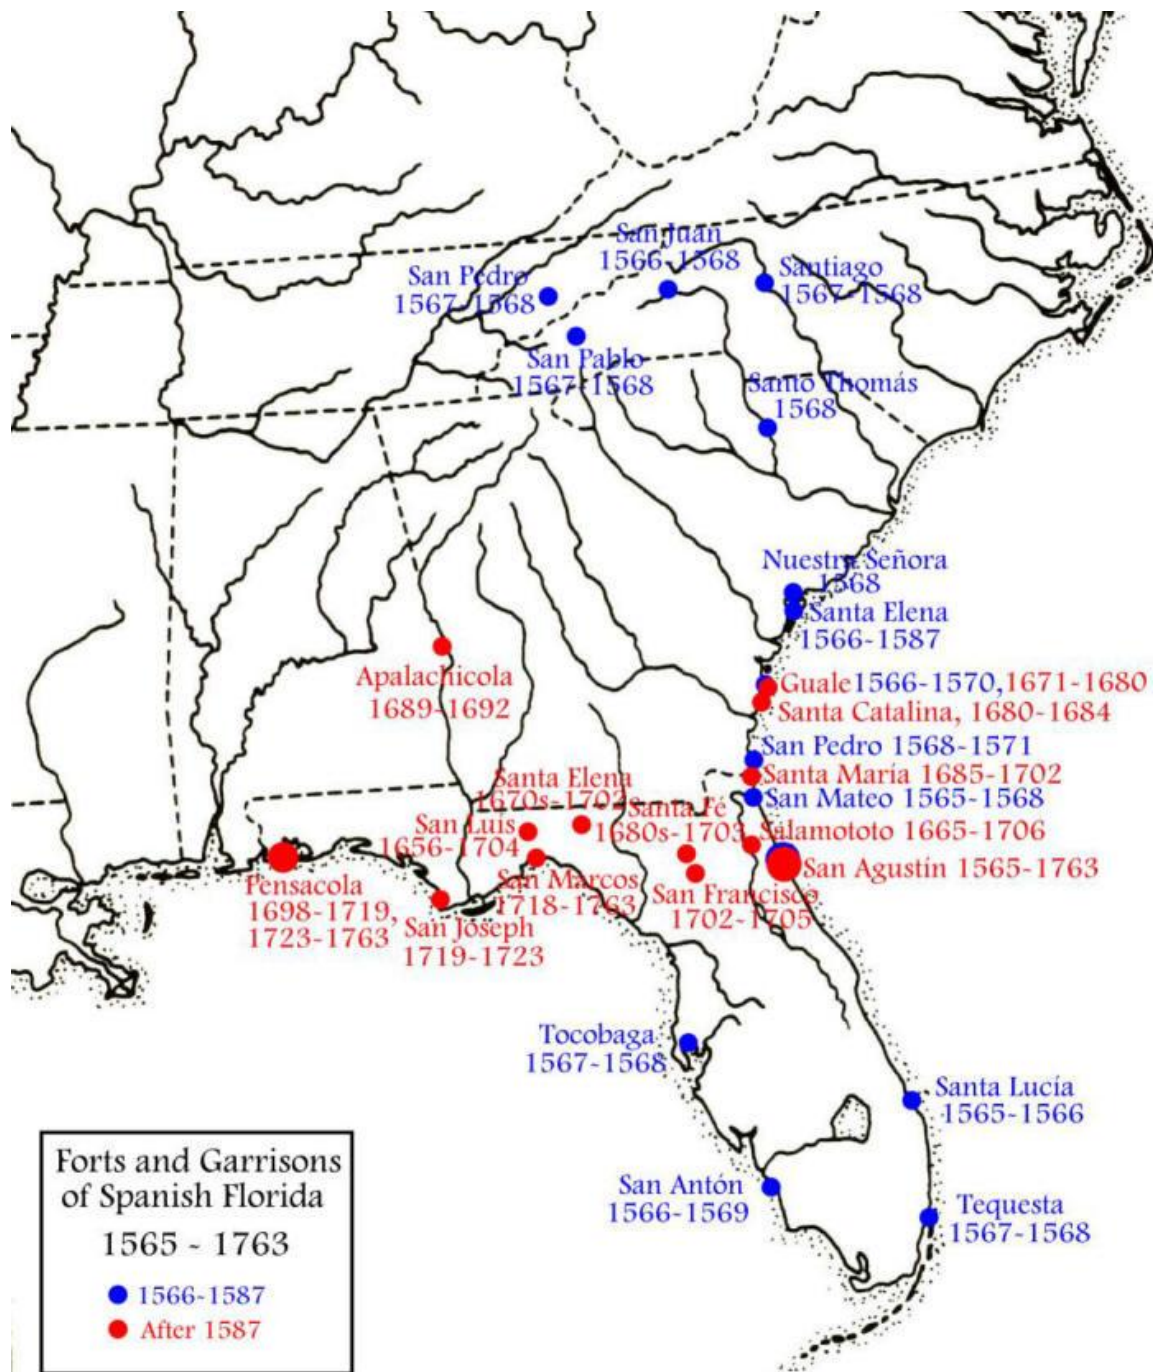 San Juan
1566-1568
San Pedro
1567-1568
Santiago
1567-1568
San Pablo
1567-1568
Santo Thomás
1568
Nuestra Señora
1568
Santa Elena
1566-1587
Guale 1566-1570, 1671-1680
Santa Catalina, 1680-1684
Apalachicola
1689-1692
San Pedro 1568-1571
Santa María 1685-1702
San Mateo 1565-1568
Santa Elena
1670s-1702
Santa Fé
1680s-1703
San Luis
1656-1704
Salamototo 1665-1706
San Agustín 1565-1763
Pensacola
1698-1719,
1723-1763
San Marcos
1718-1763
San Francisco
1702-1705
San Joseph
1719-1723
Tocobaga
1567-1568
Santa Lucía
1565-1566
San Antón
1566-1569
Tequesta
1567-1568
Forts and Garrisons
of Spanish Florida
1565 - 1763
1566-1587
After 1587